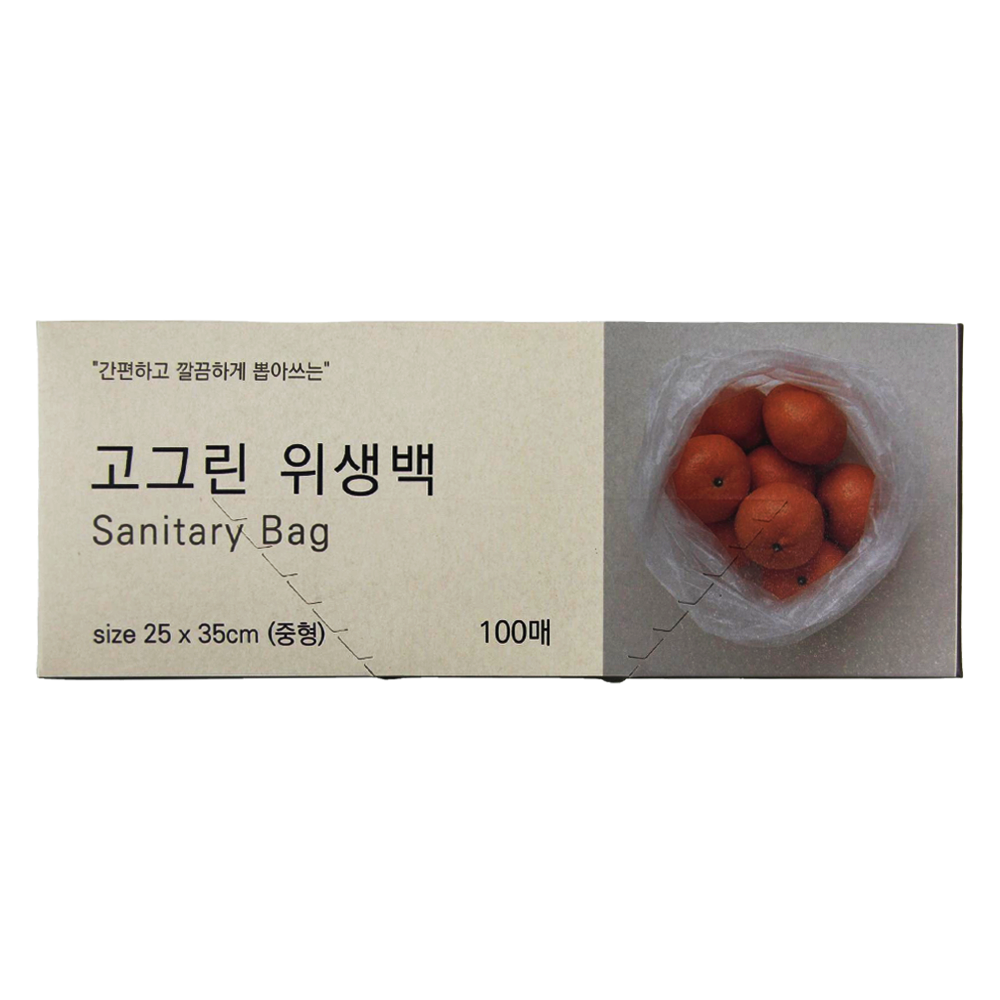 "간편하고 깔끔하게 뽑아쓰는"
고그린 위생백
Sanitary Bag
size 25 x 35cm (중형)
100매